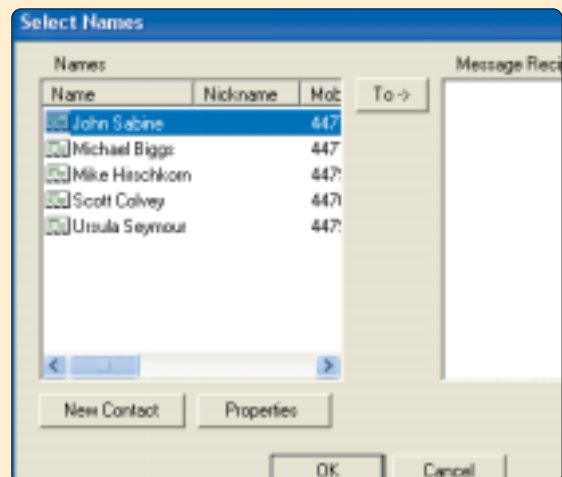 Select Names
Names
Message Reci
Name Nickname Mob
To ->
John Sabine 447
Michael Biggs 447
Mike Hirschkorn 447
Scott Colvey 447
Ursula Seymour 447
New Contact Properties
OK Cancel